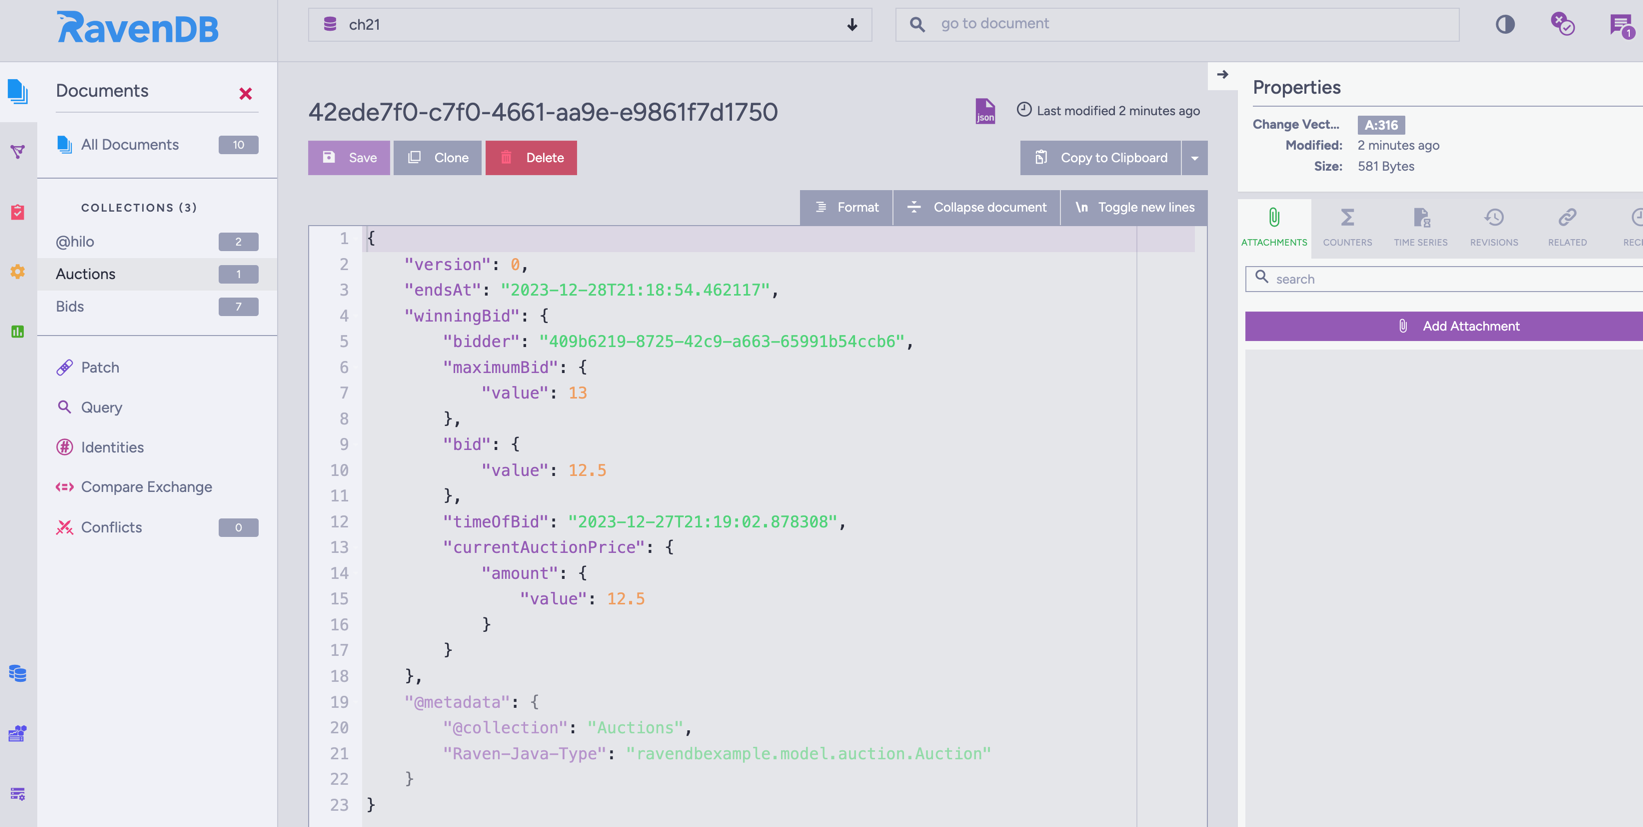 RavenDB
ch21
go to document
1
Documents
All Documents 10
COLLECTIONS (3)
@hilo 2
Auctions 1
Bids 7
Patch
Query
Identities
Compare Exchange
Conflicts 0
42ede7f0-c7f0-4661-aa9e-e9861f7d1750
json
Last modified 2 minutes ago
Save Clone Delete
Copy to Clipboard
Format Collapse document \n Toggle new lines
1 {
2 "version": 0,
3 "endsAt": "2023-12-28T21:18:54.462117",
4 "winningBid": {
5 "bidder": "409b6219-8725-42c9-a663-65991b54ccb6",
6 "maximumBid": {
7 "value": 13
8 },
9 "bid": {
10 "value": 12.5
11 },
12 "timeOfBid": "2023-12-27T21:19:02.878308",
13 "currentAuctionPrice": {
14 "amount": {
15 "value": 12.5
16 }
17 }
18 },
19 "@metadata": {
20 "@collection": "Auctions",
21 "Raven-Java-Type": "ravendbexample.model.auction.Auction"
22 }
23 }
Properties
Change Vect... A:316
Modified: 2 minutes ago
Size: 581 Bytes
ATTACHMENTS COUNTERS TIME SERIES REVISIONS RELATED REC
search
Add Attachment